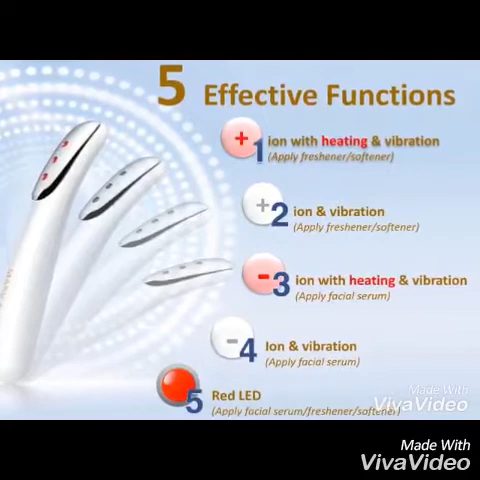 5 Effective Functions
+ 1 ion with heating & vibration
(Apply freshener/softener)
+ 2 ion & vibration
(Apply freshener/softener)
- 3 ion with heating & vibration
(Apply facial serum)
- 4 Ion & vibration
(Apply facial serum)
5 Red LED
(Apply facial serum/freshener/softener)
Made With
VivaVideo
Made With
VivaVideo